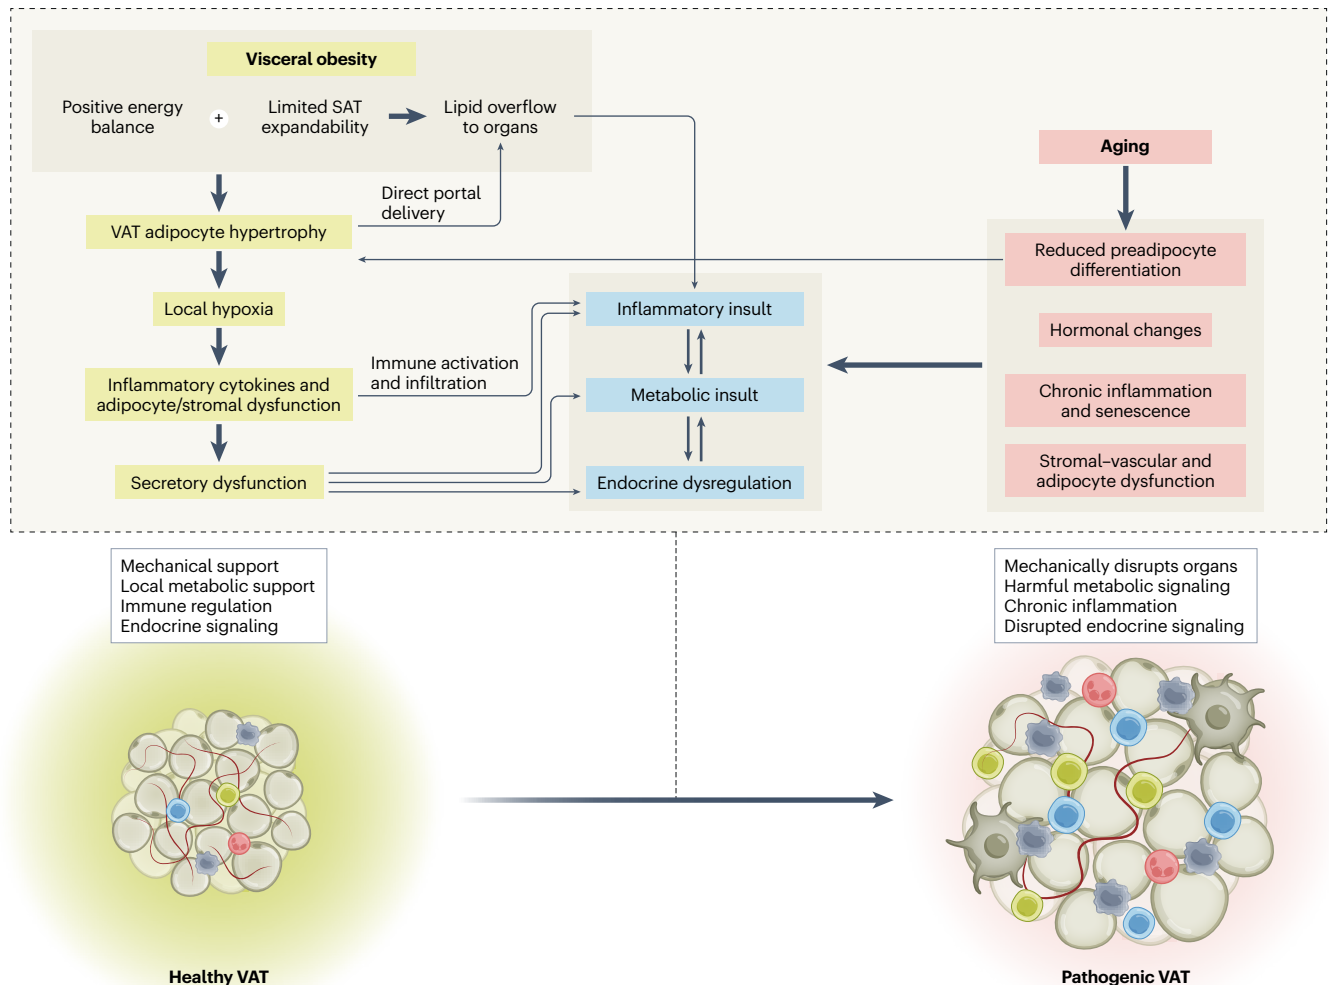 Visceral obesity
Positive energy
balance
+
Limited SAT
expandability
Lipid overflow
to organs
Direct portal
delivery
VAT adipocyte hypertrophy
Local hypoxia
Inflammatory cytokines and
adipocyte/stromal dysfunction
Immune activation
and infiltration
Secretory dysfunction
Inflammatory insult
Metabolic insult
Endocrine dysregulation
Aging
Reduced preadipocyte
differentiation
Hormonal changes
Chronic inflammation
and senescence
Stromal–vascular and
adipocyte dysfunction
Mechanical support
Local metabolic support
Immune regulation
Endocrine signaling
Mechanically disrupts organs
Harmful metabolic signaling
Chronic inflammation
Disrupted endocrine signaling
Healthy VAT
Pathogenic VAT